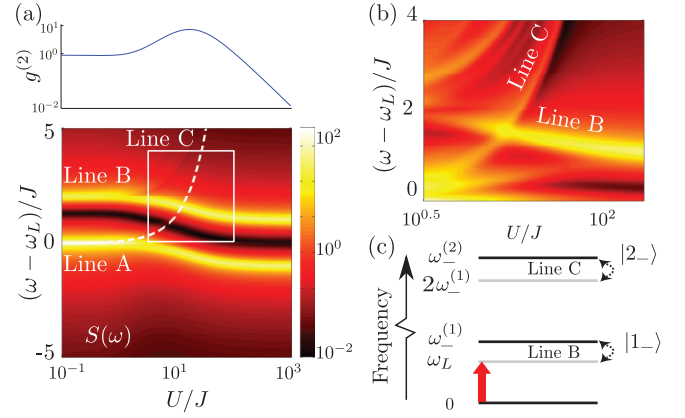 (a)
10^1
10^0
10^-2
g^(2)
5
0
-5
(ω − ω_L)/J
Line C
Line B
Line A
S(ω)
10^2
10^0
10^-2
10^-1
10^1
10^3
U/J
(b)
4
2
0
(ω − ω_L)/J
Line C
Line B
10^0.5
10^2
U/J
(c)
Frequency
ω_-^(2)
Line C
|2_-⟩
2ω_-^(1)
ω_-^(1)
Line B
|1_-⟩
ω_L
0